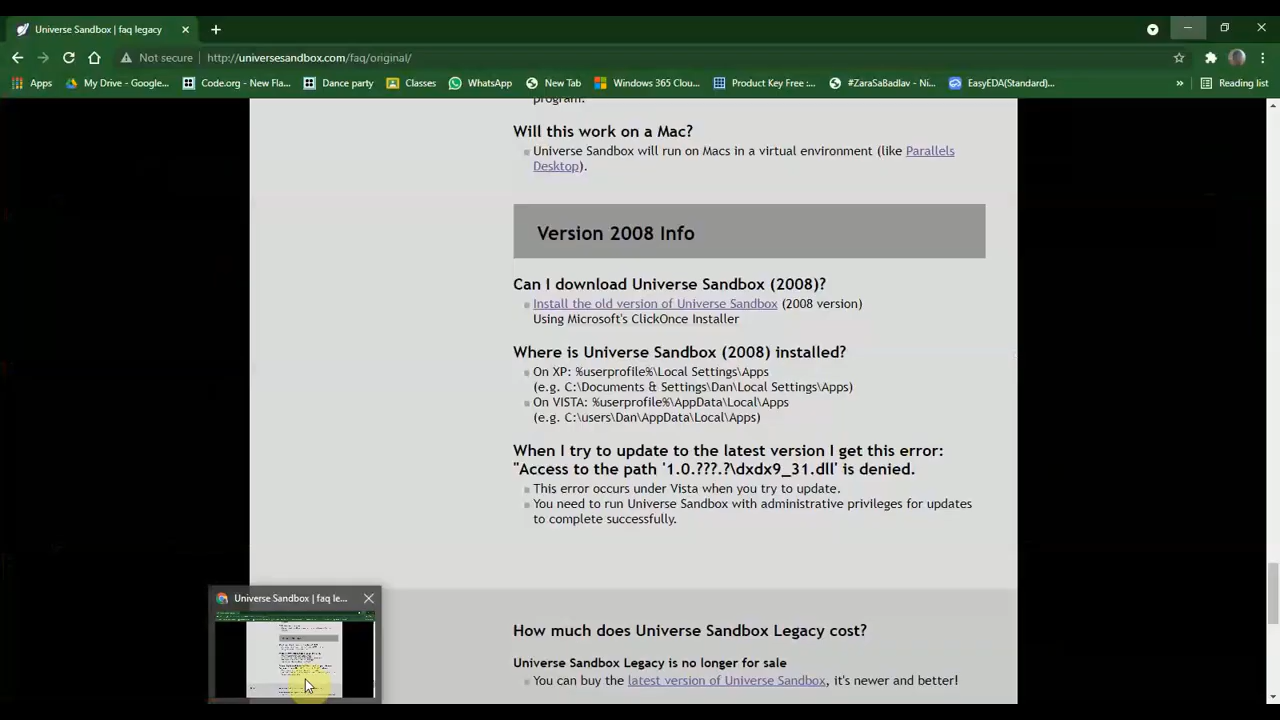 Universe Sandbox | faq legacy
Not secure
http://universesandbox.com/faq/original/
Apps
My Drive - Google...
Code.org - New Fla...
Dance party
Classes
WhatsApp
New Tab
Windows 365 Clou...
Product Key Free :...
#ZaraSaBadlav - Ni...
EasyEDA(Standard)...
»
Reading list
program.
Will this work on a Mac?
Universe Sandbox will run on Macs in a virtual environment (like Parallels
Desktop).
Version 2008 Info
Can I download Universe Sandbox (2008)?
Install the old version of Universe Sandbox (2008 version)
Using Microsoft's ClickOnce Installer
Where is Universe Sandbox (2008) installed?
On XP: %userprofile%\Local Settings\Apps
(e.g. C:\Documents & Settings\Dan\Local Settings\Apps)
On VISTA: %userprofile%\AppData\Local\Apps
(e.g. C:\users\Dan\AppData\Local\Apps)
When I try to update to the latest version I get this error:
"Access to the path '1.0.???.?\dxdx9_31.dll' is denied.
This error occurs under Vista when you try to update.
You need to run Universe Sandbox with administrative privileges for updates
to complete successfully.
Universe Sandbox | faq le...
How much does Universe Sandbox Legacy cost?
Universe Sandbox Legacy is no longer for sale
You can buy the latest version of Universe Sandbox, it's newer and better!